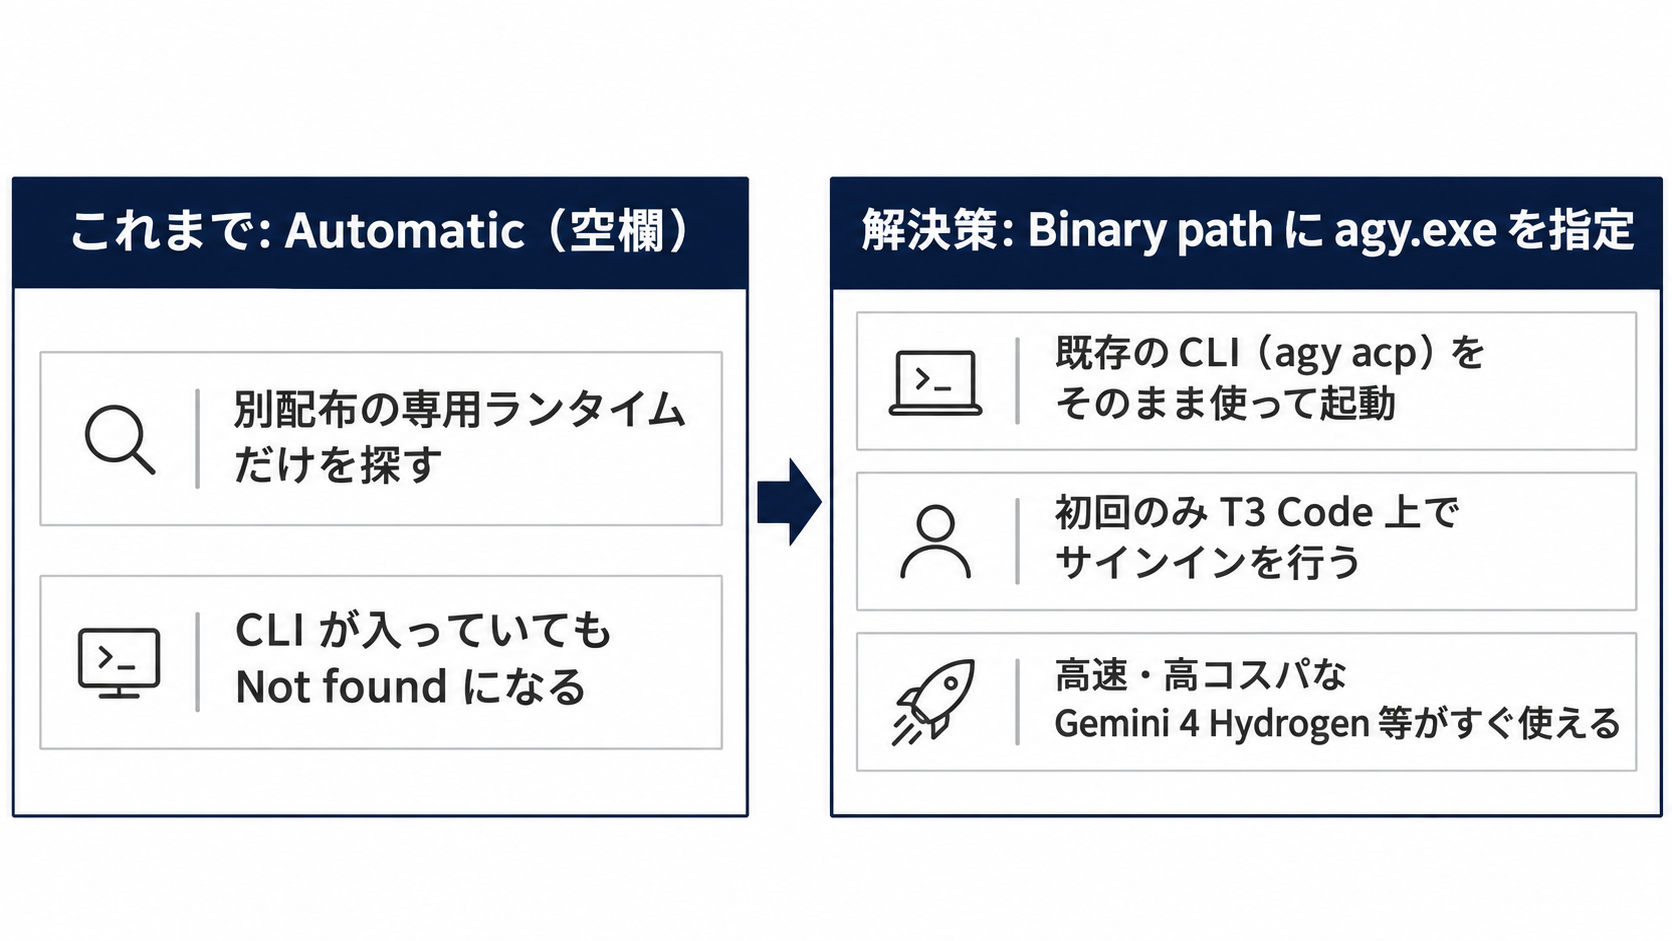 これまで: Automatic（空欄）
別配布の専用ランタイム
だけを探す
CLI が入っていても
Not found になる
解決策: Binary path に agy.exe を指定
既存の CLI（agy acp）を
そのまま使って起動
初回のみ T3 Code 上で
サインインを行う
高速・高コスパな
Gemini 4 Hydrogen 等がすぐ使える